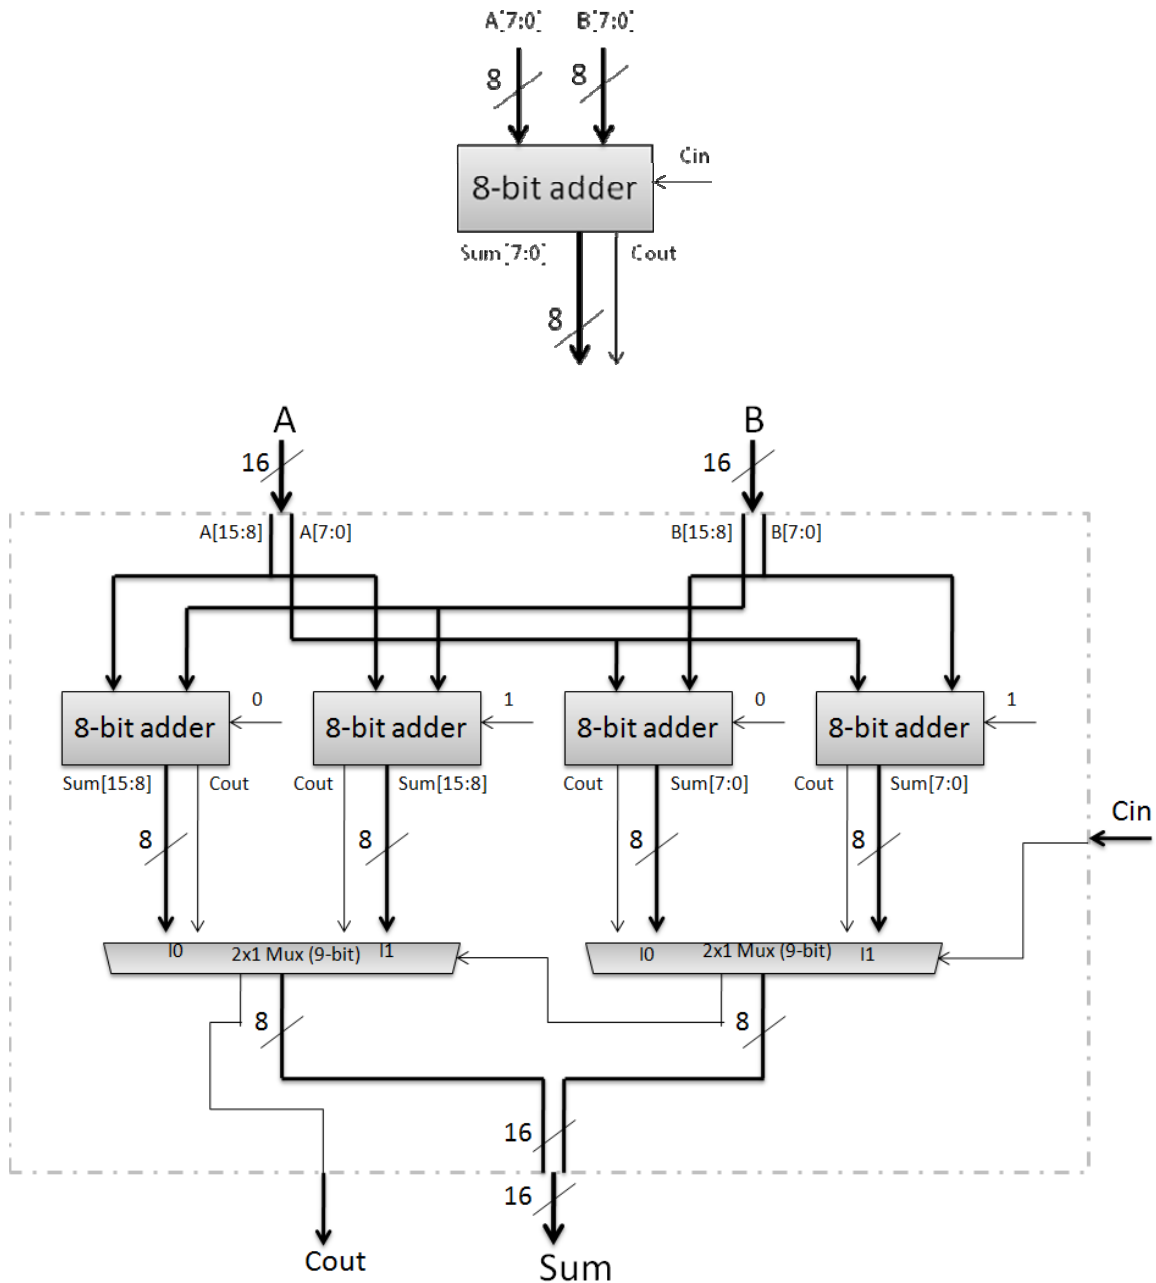 A[7:0] B[7:0]
8 8
Cin
8-bit adder
Sum[7:0] Cout
8
A B
16 16
A[15:8] A[7:0] B[15:8] B[7:0]
0 1 0 1
8-bit adder 8-bit adder 8-bit adder 8-bit adder
Sum[15:8] Cout Cout Sum[15:8] Cout Sum[7:0] Cout Sum[7:0]
Cin
8 8 8 8
I0 2x1 Mux (9-bit) I1 I0 2x1 Mux (9-bit) I1
8 8
16
16
Cout Sum